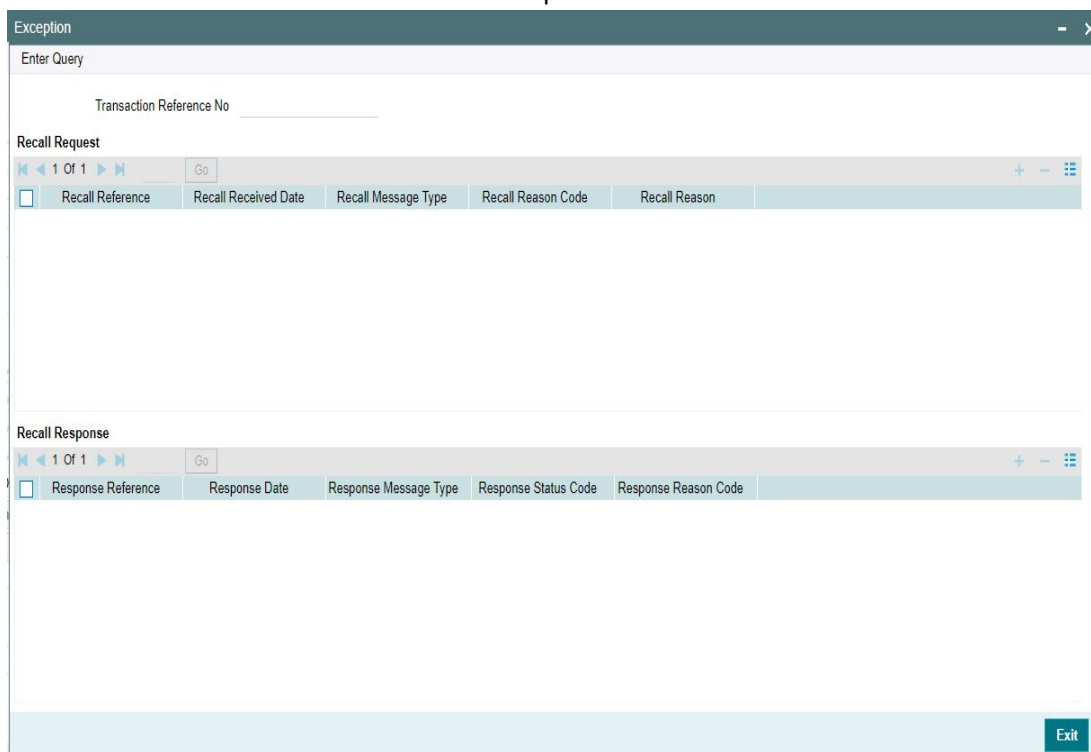 Exception
Enter Query
Transaction Reference No
Recall Request
1 Of 1 Go
Recall Reference Recall Received Date Recall Message Type Recall Reason Code Recall Reason
Recall Response
1 Of 1 Go
Response Reference Response Date Response Message Type Response Status Code Response Reason Code
Exit